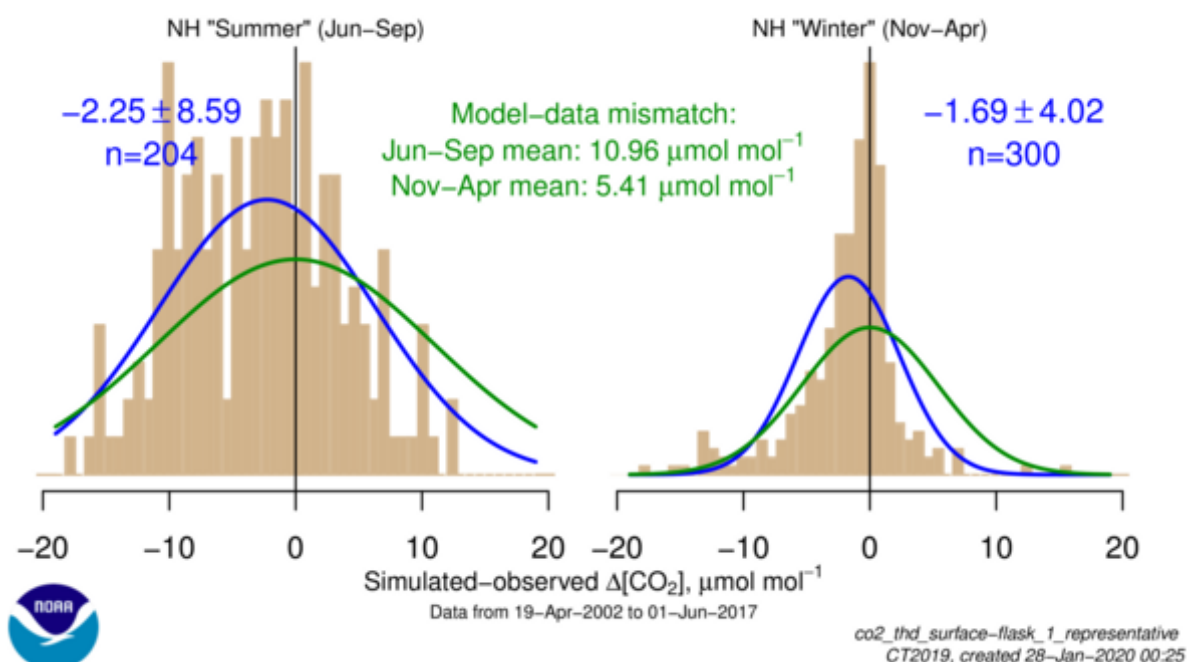 NH "Summer" (Jun−Sep)
NH "Winter" (Nov−Apr)
−2.25±8.59
n=204
Model−data mismatch:
Jun−Sep mean: 10.96 μmol mol⁻¹
Nov−Apr mean: 5.41 μmol mol⁻¹
−1.69±4.02
n=300
−20 −10 0 10 20
−20 −10 0 10 20
Simulated−observed Δ[CO₂], μmol mol⁻¹
Data from 19−Apr−2002 to 01−Jun−2017
NOAA
co2_thd_surface−flask_1_representative
CT2019, created 28−Jan−2020 00:25